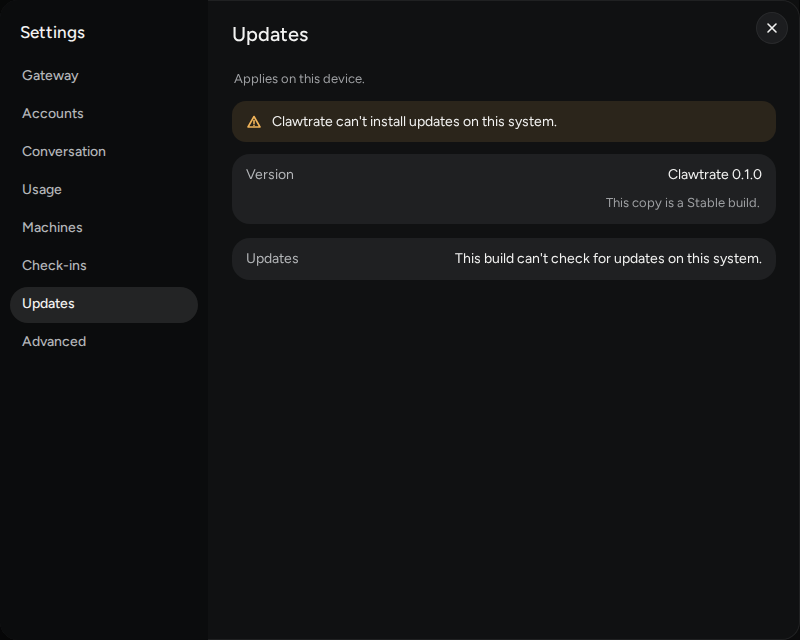 Settings
Gateway
Accounts
Conversation
Usage
Machines
Check-ins
Updates
Advanced
Updates
Applies on this device.
Clawtrate can't install updates on this system.
Version
Clawtrate 0.1.0
This copy is a Stable build.
Updates
This build can't check for updates on this system.